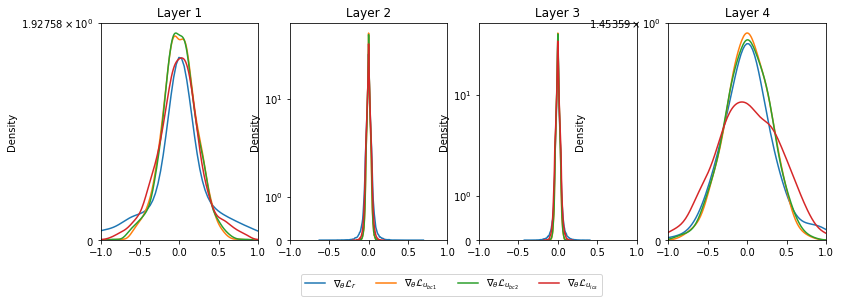 Layer 1
Layer 2
Layer 3
Layer 4
1.92758 × 10⁰
10¹
10⁰
0
10¹
10⁰
0
1.45359 × 10⁰
0
0
Density
Density
Density
Density
−1.0 −0.5 0.0 0.5 1.0
−1.0 −0.5 0.0 0.5 1.0
−1.0 −0.5 0.0 0.5 1.0
−1.0 −0.5 0.0 0.5 1.0
∇θℒr ∇θℒu_bc1 ∇θℒu_bc2 ∇θℒu_ics